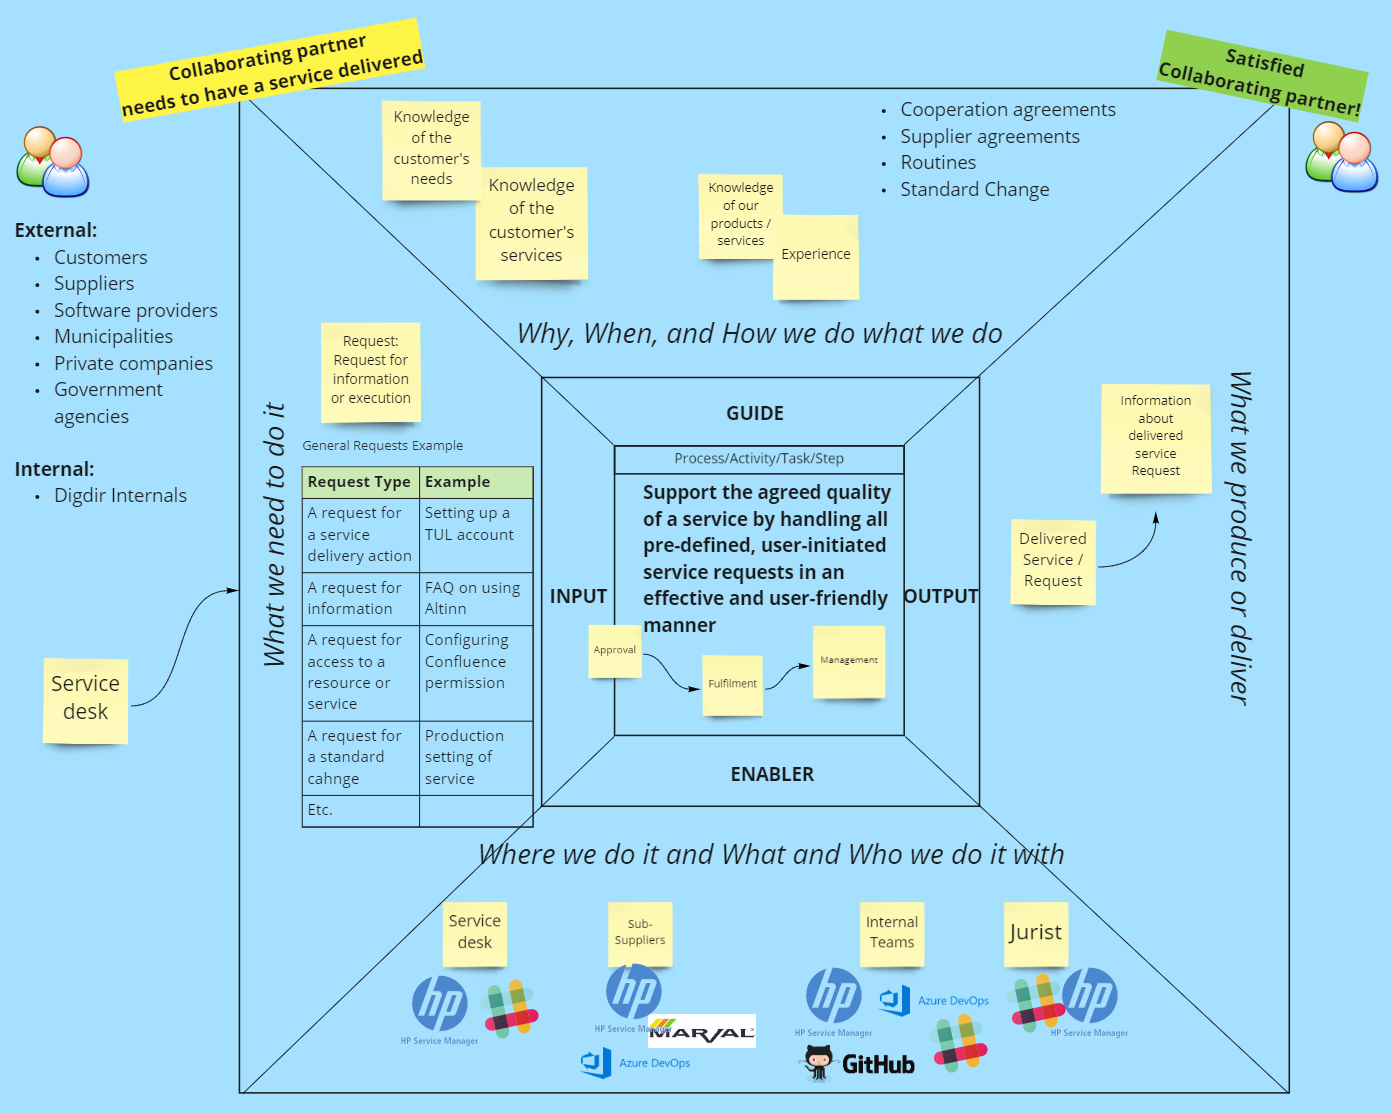 Collaborating partner
needs to have a service delivered
Satisfied
Collaborating partner!
External:
• Customers
• Suppliers
• Software providers
• Municipalities
• Private companies
• Government
agencies
Internal:
• Digdir Internals
Service
desk
Knowledge
of the
customer's
needs
Knowledge
of the
customer's
services
Knowledge
of our
products /
services
Experience
• Cooperation agreements
• Supplier agreements
• Routines
• Standard Change
Why, When, and How we do what we do
What we need to do it
Request:
Request for
information
or execution
General Requests Example
Request Type Example
A request for
a service
delivery action
Setting up a
TUL account
A request for
information
FAQ on using
Altinn
A request for
access to a
resource or
service
Configuring
Confluence
permission
A request for
a standard
cahnge
Production
setting of
service
Etc.
GUIDE
Process/Activity/Task/Step
Support the agreed quality
of a service by handling all
pre-defined, user-initiated
service requests in an
effective and user-friendly
manner
INPUT
OUTPUT
Approval
Fulfilment
Management
ENABLER
Information
about
delivered
service
Request
Delivered
Service /
Request
What we produce or deliver
Where we do it and What and Who we do it with
Service
desk
hp
HP Service Manager
Sub-
Suppliers
hp
HP Service Manager
MARVAL
Azure DevOps
Internal
Teams
hp
HP Service Manager
Azure DevOps
GitHub
Jurist
hp
HP Service Manager